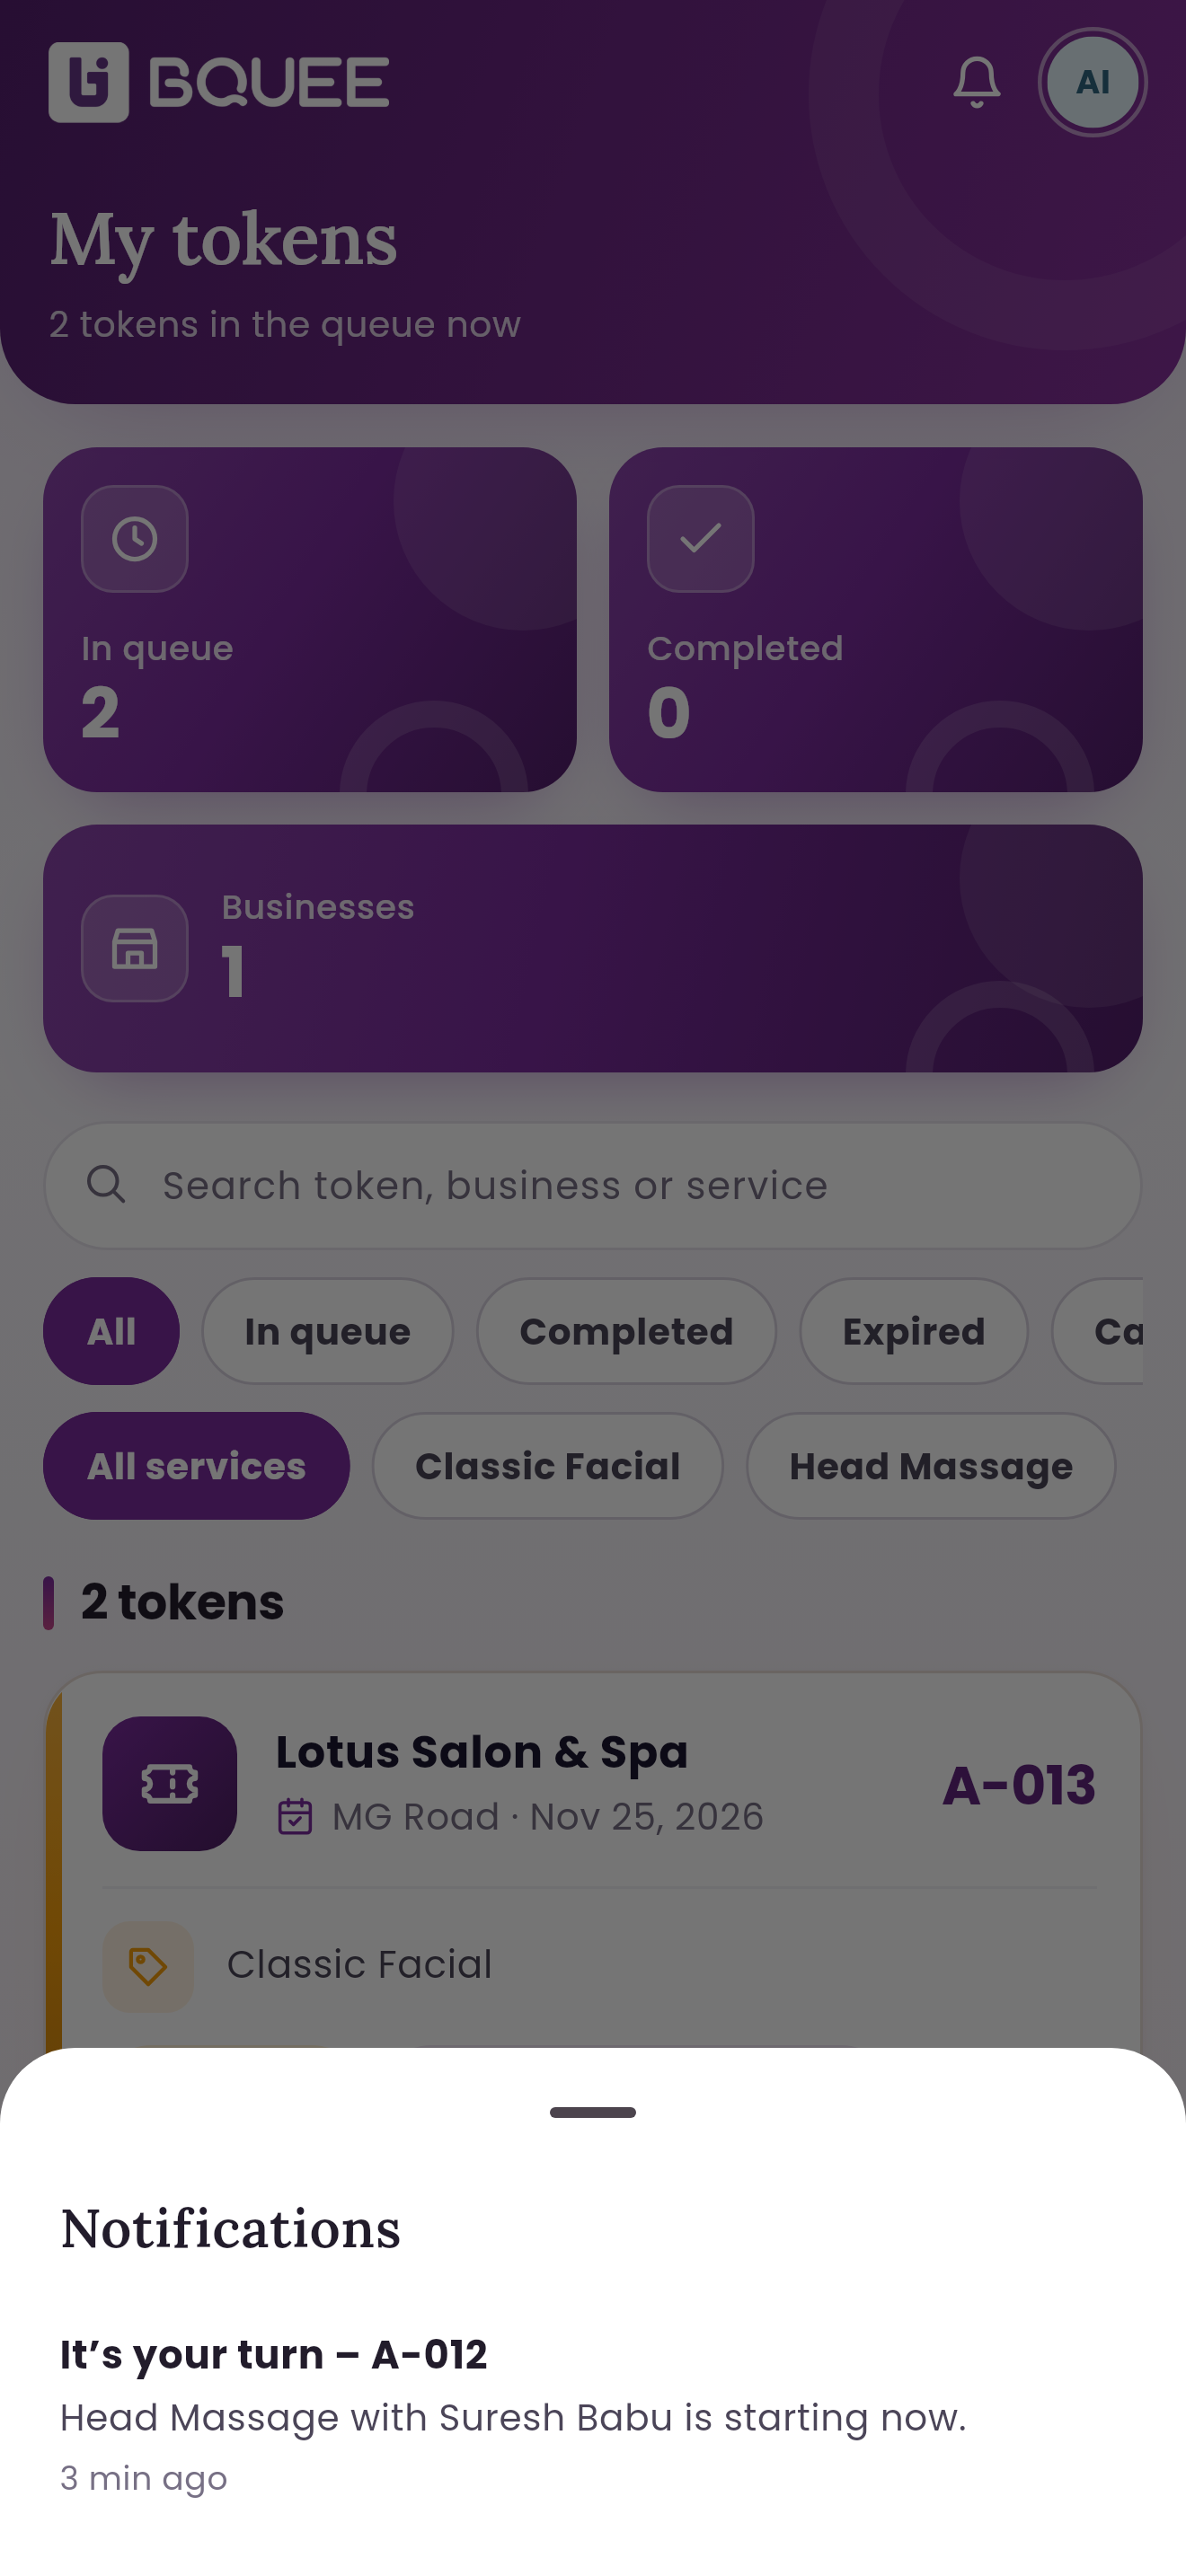 BQUEE
AI
My tokens
2 tokens in the queue now
In queue
2
Completed
0
Businesses
1
Search token, business or service
All
In queue
Completed
Expired
Ca
All services
Classic Facial
Head Massage
2 tokens
Lotus Salon & Spa
MG Road · Nov 25, 2026
A-013
Classic Facial
Notifications
It’s your turn – A-012
Head Massage with Suresh Babu is starting now.
3 min ago